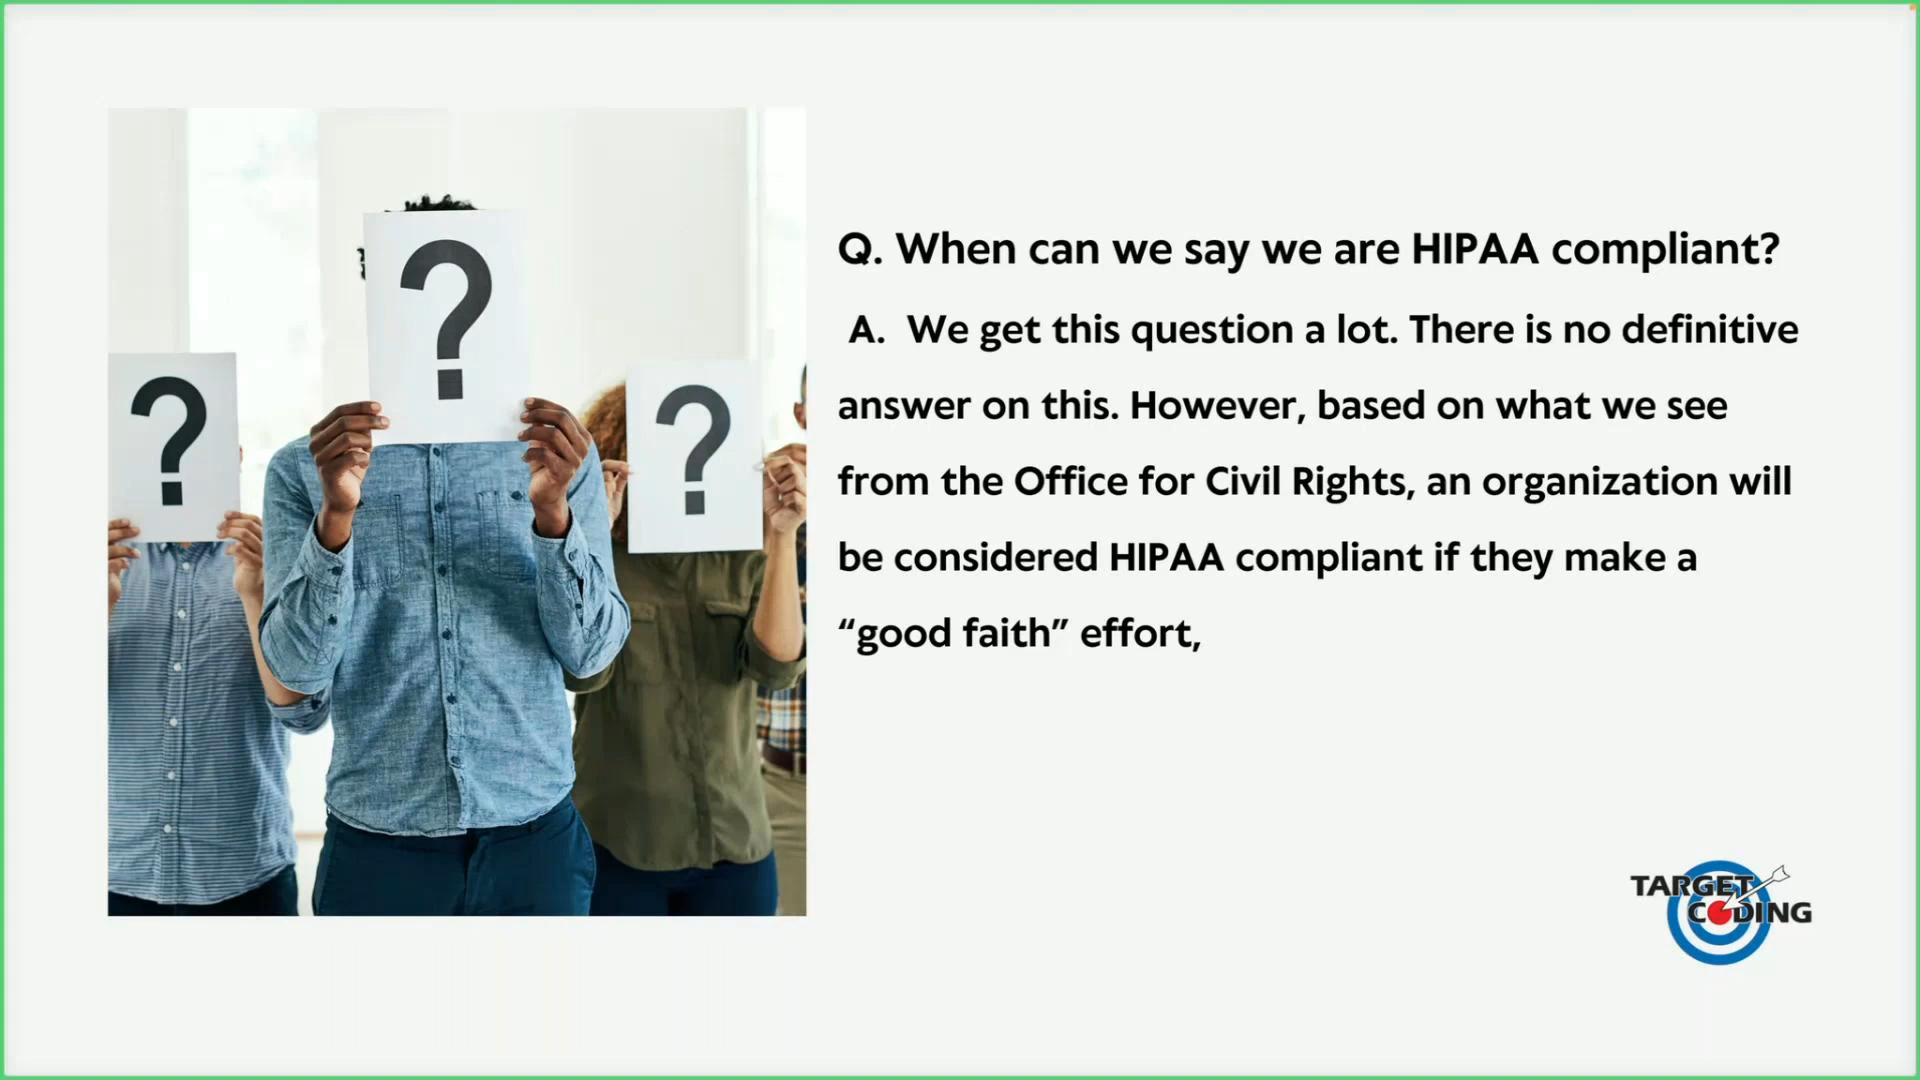 ?
?
?
Q. When can we say we are HIPAA compliant?
A. We get this question a lot. There is no definitive
answer on this. However, based on what we see
from the Office for Civil Rights, an organization will
be considered HIPAA compliant if they make a
“good faith” effort,
TARGET
CODING